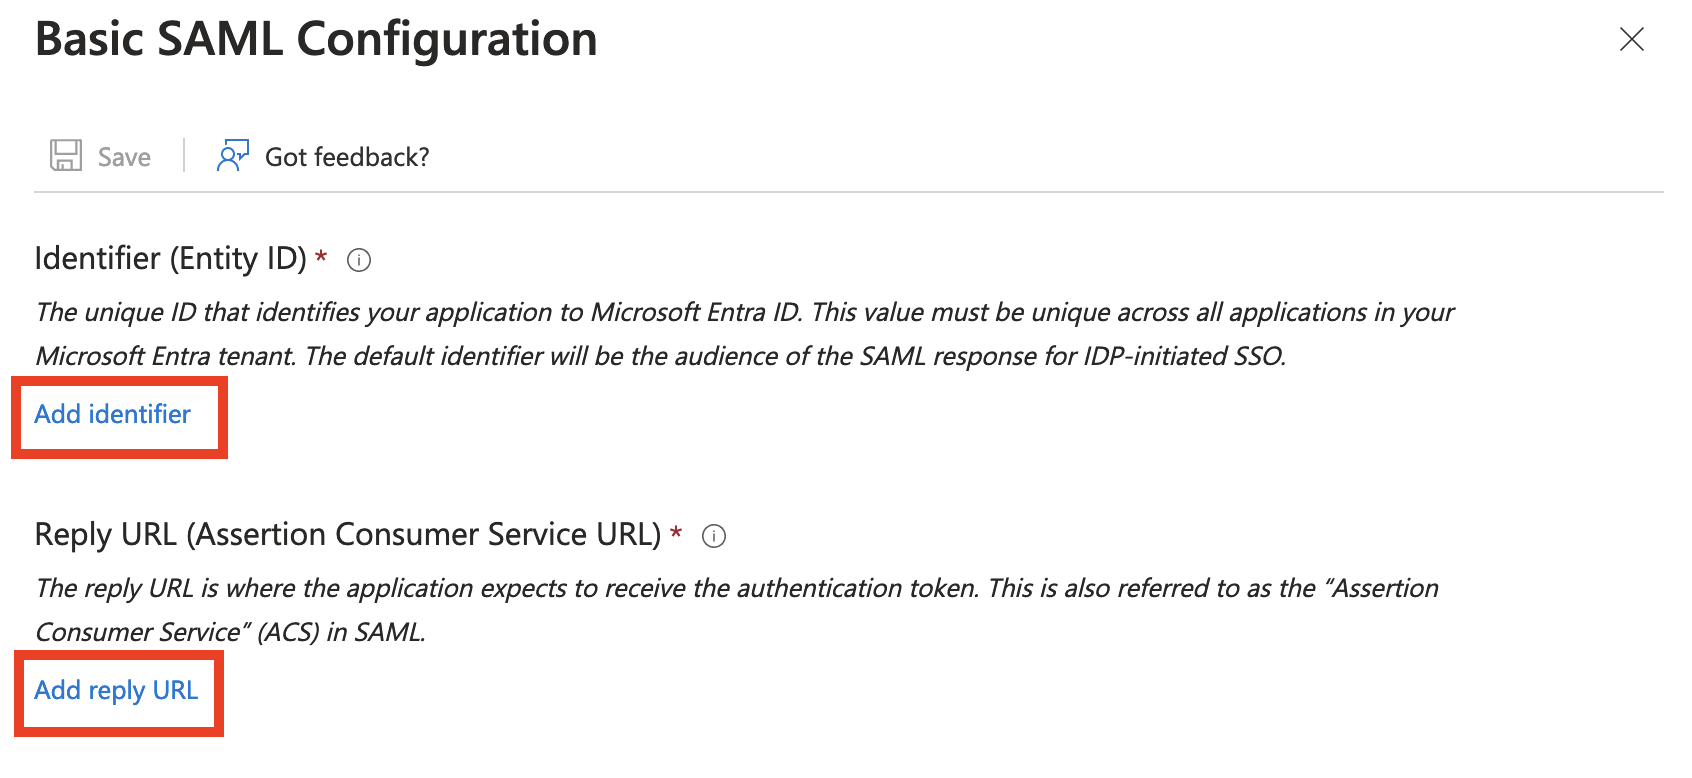 Basic SAML Configuration
Save
Got feedback?
Identifier (Entity ID) *
The unique ID that identifies your application to Microsoft Entra ID. This value must be unique across all applications in your
Microsoft Entra tenant. The default identifier will be the audience of the SAML response for IDP-initiated SSO.
Add identifier
Reply URL (Assertion Consumer Service URL) *
The reply URL is where the application expects to receive the authentication token. This is also referred to as the “Assertion
Consumer Service” (ACS) in SAML.
Add reply URL